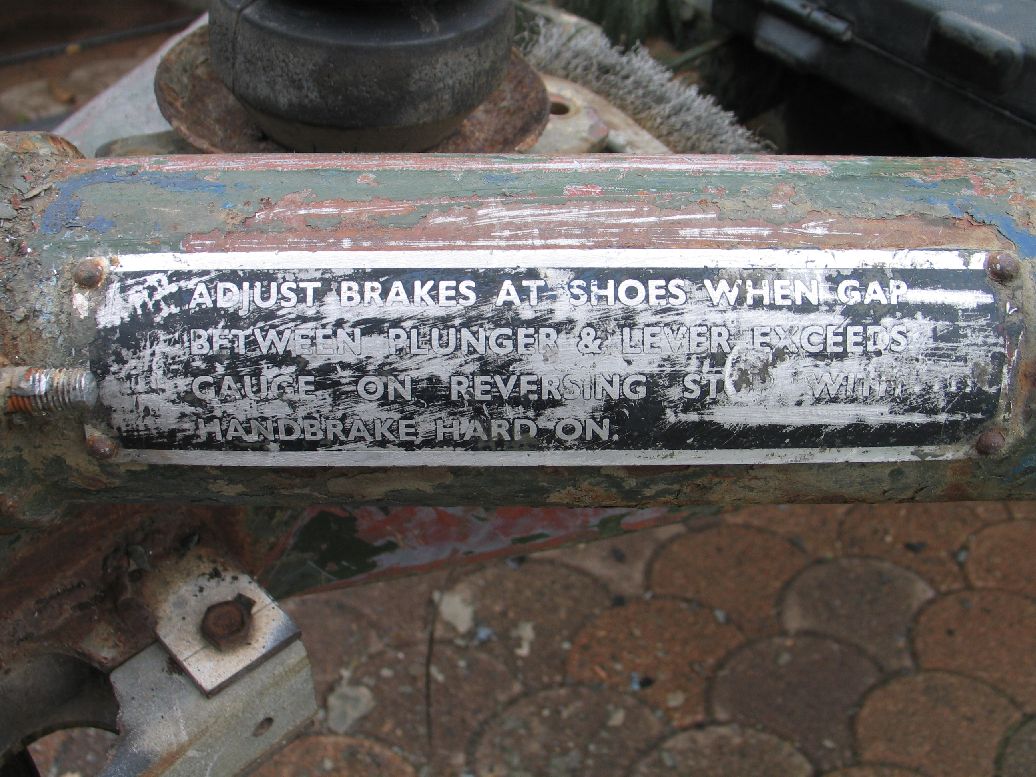 ADJUST BRAKES AT SHOES WHEN GAP
BETWEEN PLUNGER & LEVER EXCEEDS
GAUGE ON REVERSING WITH
HANDBRAKE HARD ON.